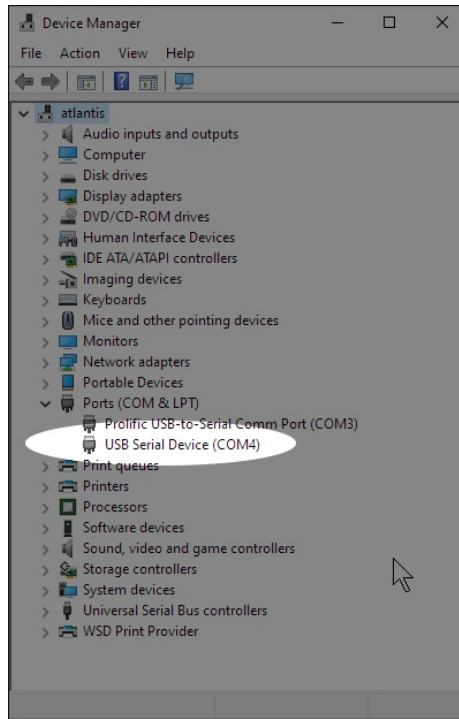 Device Manager
File Action View Help
atlantis
Audio inputs and outputs
Computer
Disk drives
Display adapters
DVD/CD-ROM drives
Human Interface Devices
IDE ATA/ATAPI controllers
Imaging devices
Keyboards
Mice and other pointing devices
Monitors
Network adapters
Portable Devices
Ports (COM & LPT)
Prolific USB-to-Serial Comm Port (COM3)
USB Serial Device (COM4)
Print queues
Printers
Processors
Software devices
Sound, video and game controllers
Storage controllers
System devices
Universal Serial Bus controllers
WSD Print Provider